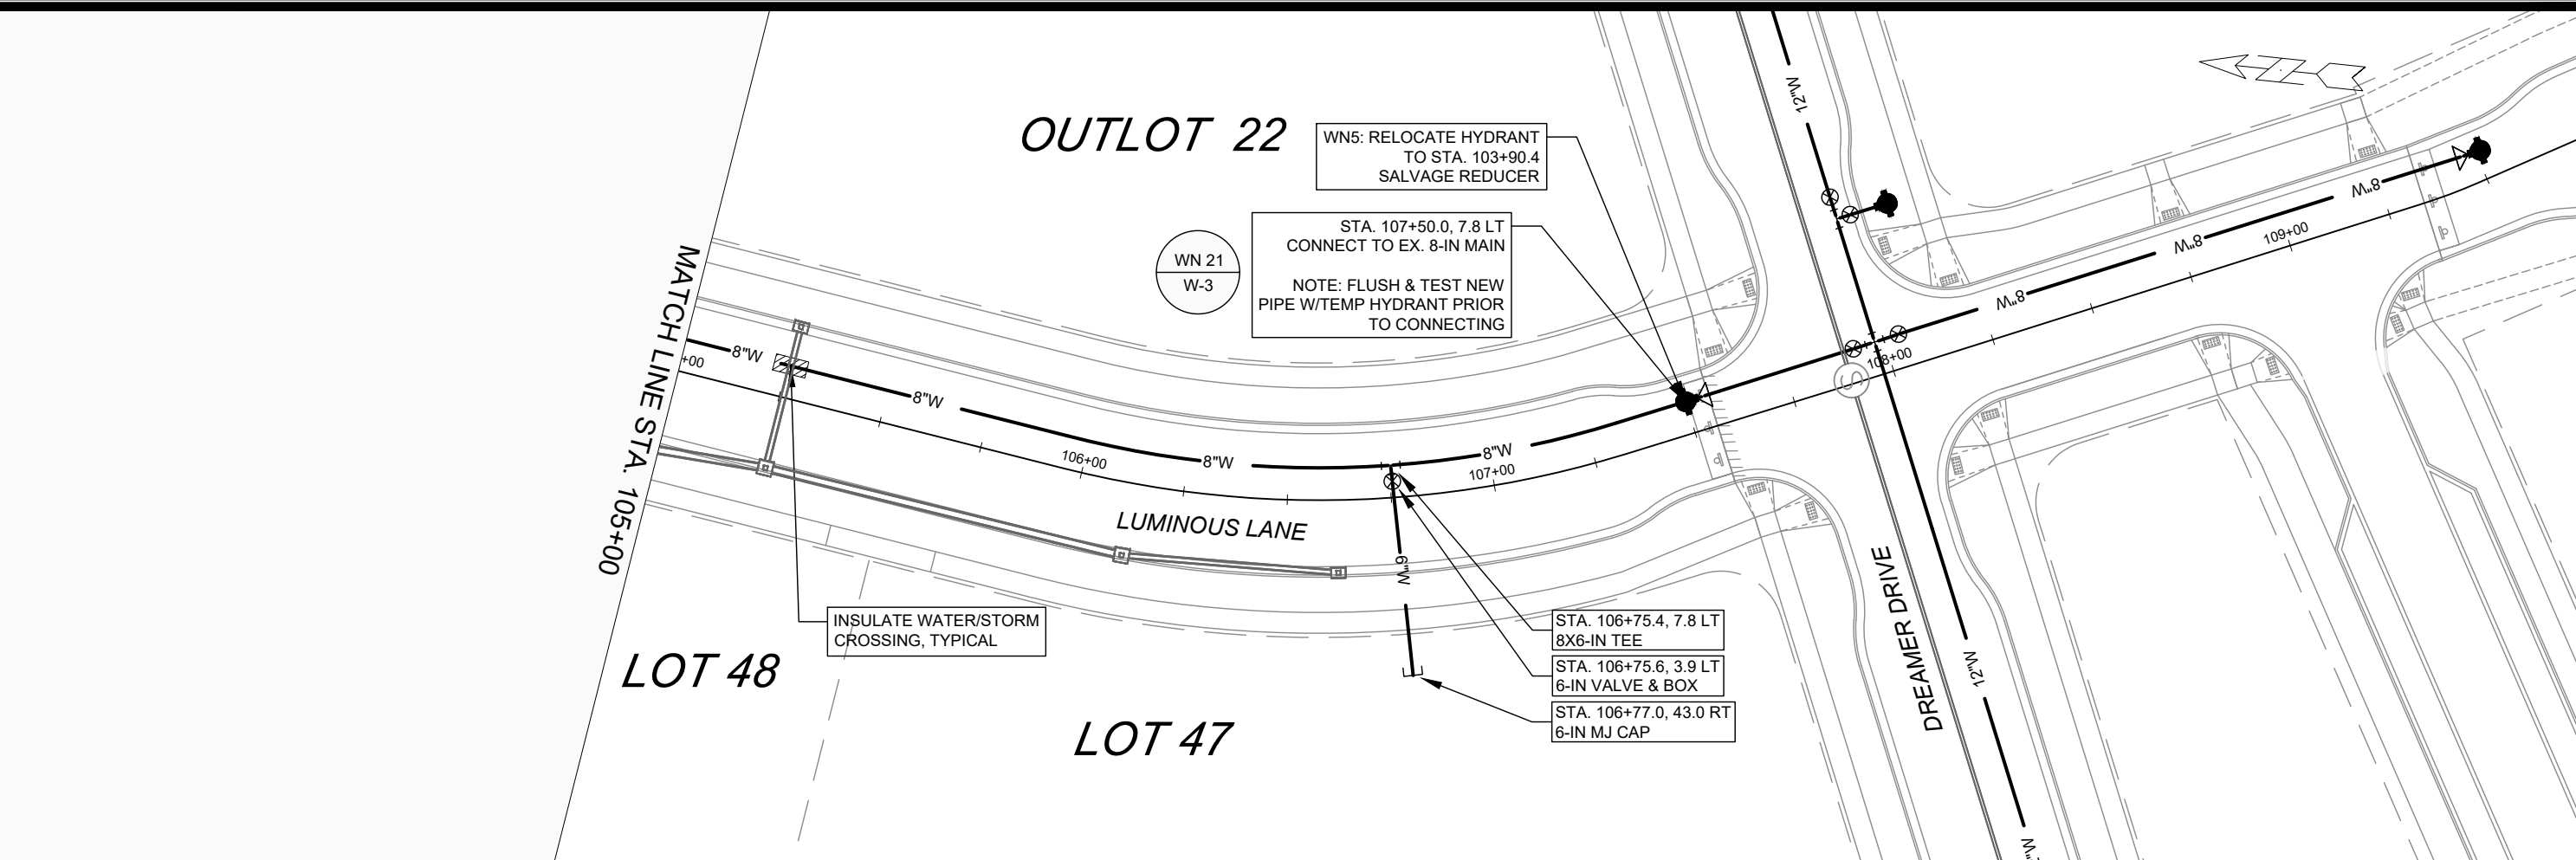 OUTLOT 22
WN5: RELOCATE HYDRANT
TO STA. 103+90.4
SALVAGE REDUCER
WN 21
W-3
STA. 107+50.0, 7.8 LT
CONNECT TO EX. 8-IN MAIN
NOTE: FLUSH & TEST NEW
PIPE W/TEMP HYDRANT PRIOR
TO CONNECTING
MATCH LINE STA. 105+00
+00
8"W
8"W
106+00
8"W
8"W
107+00
108+00
8"W
8"W
109+00
8"W
12"W
12"W
"W
6"W
S
LUMINOUS LANE
DREAMER DRIVE
INSULATE WATER/STORM
CROSSING, TYPICAL
STA. 106+75.4, 7.8 LT
8X6-IN TEE
STA. 106+75.6, 3.9 LT
6-IN VALVE & BOX
STA. 106+77.0, 43.0 RT
6-IN MJ CAP
LOT 48
LOT 47